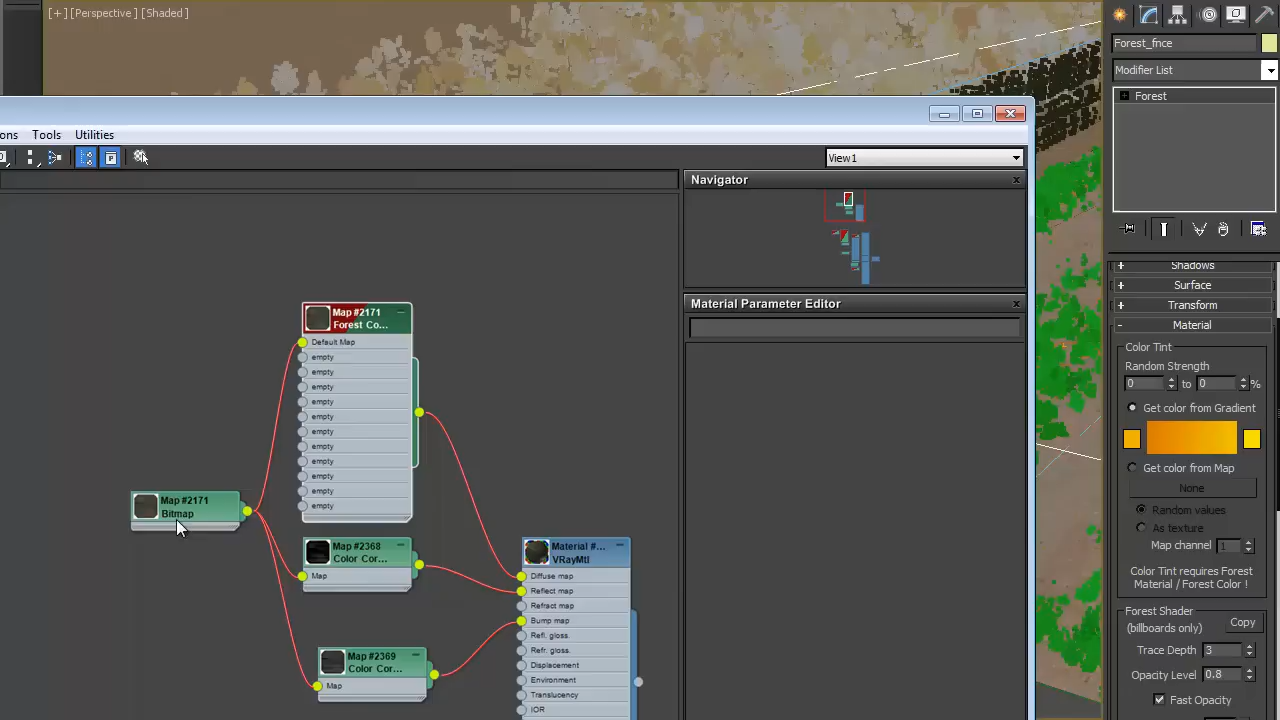 [+] [Perspective ] [Shaded ]
Forest_fnce
Modifier List
Forest
ons Tools Utilities
View1
Navigator
Material Parameter Editor
Map #2171
Forest Co...
Default Map
empty
empty
empty
empty
empty
empty
empty
empty
empty
empty
empty
Map #2171
Bitmap
Map #2368
Color Cor...
Map
Map #2369
Color Cor...
Map
Material #...
VRayMtl
Diffuse map
Reflect map
Refract map
Bump map
Refl. gloss.
Refr. gloss.
Displacement
Environment
Translucency
IOR
+ Shadows
+ Surface
+ Transform
- Material
Color Tint
Random Strength
0 to 0 %
Get color from Gradient
Get color from Map
None
Random values
As texture
Map channel 1
Color Tint requires Forest
Material / Forest Color !
Forest Shader
(billboards only) Copy
Trace Depth 3
Opacity Level 0.8
Fast Opacity